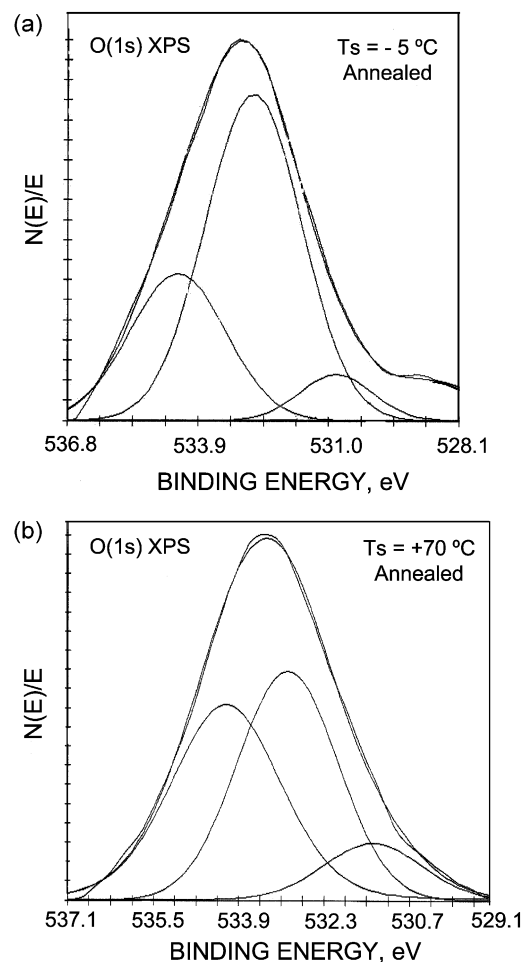 (a)
O(1s) XPS
Ts = - 5 ºC
Annealed
N(E)/E
536.8 533.9 531.0 528.1
BINDING ENERGY, eV
(b)
O(1s) XPS
Ts = +70 ºC
Annealed
N(E)/E
537.1 535.5 533.9 532.3 530.7 529.1
BINDING ENERGY, eV